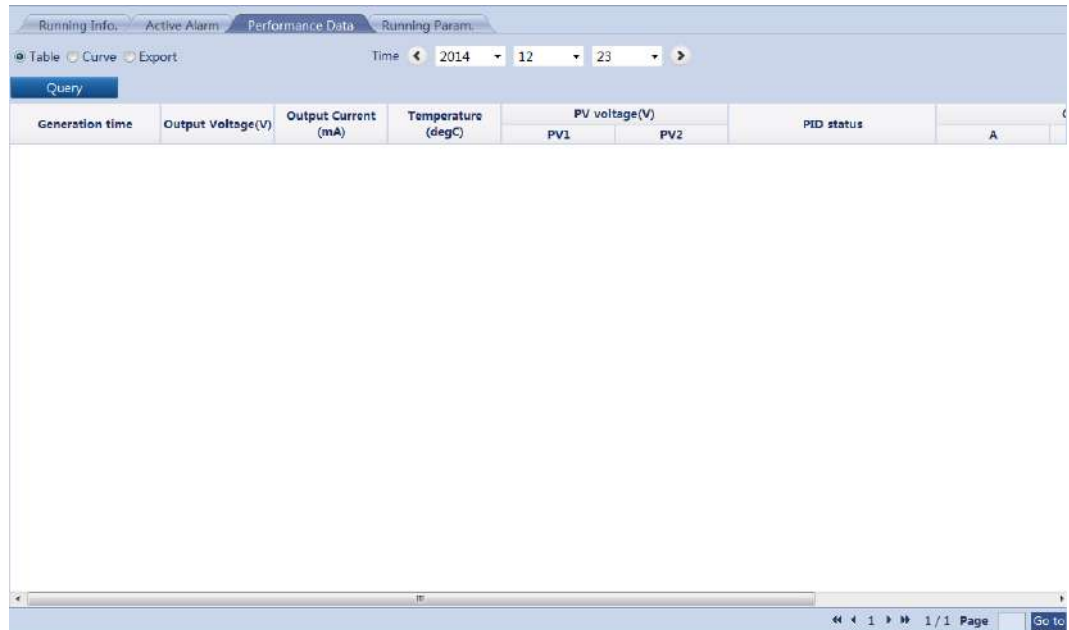 Running Info. Active Alarm Performance Data Running Param.
Table Curve Export Time 2014 12 23
Query
Generation time Output Voltage(V) Output Current (mA) Temperature (degC) PV voltage(V) PID status
PV1 PV2 A
1 1/1 Page Go to